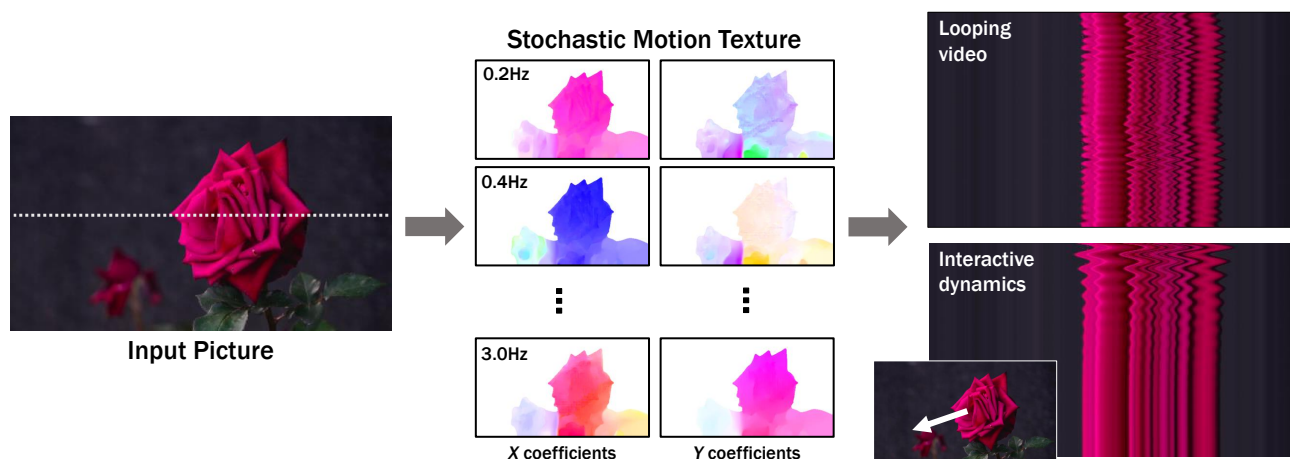 Input Picture
Stochastic Motion Texture
0.2Hz
0.4Hz
3.0Hz
X coefficients
Y coefficients
Looping
video
Interactive
dynamics